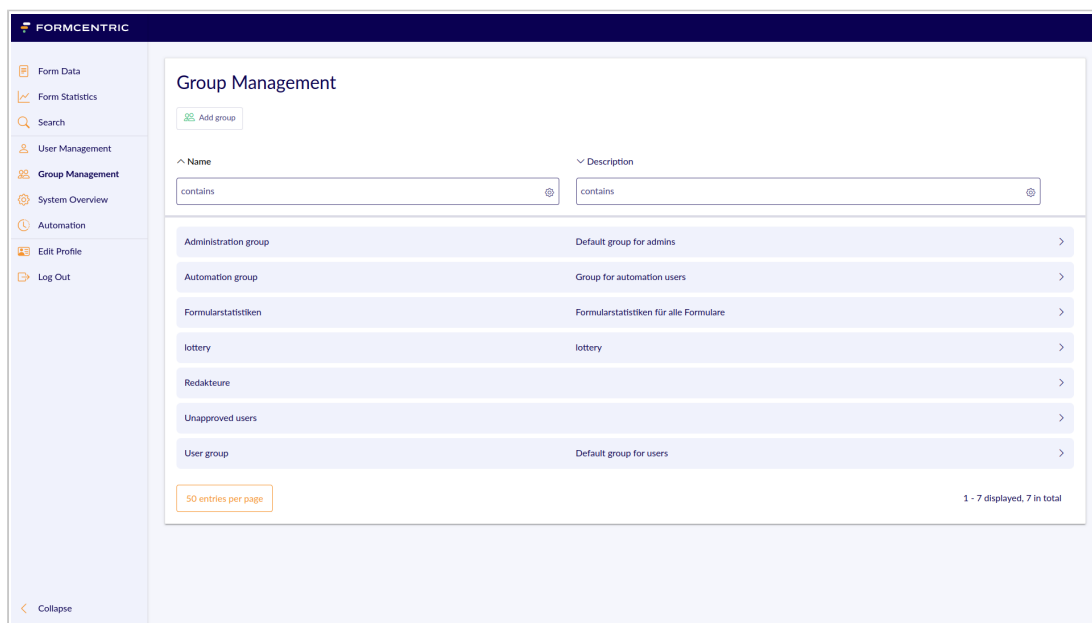 FORMCENTRIC
Form Data
Form Statistics
Search
User Management
Group Management
System Overview
Automation
Edit Profile
Log Out
Collapse
Group Management
Add group
Name Description
contains contains
Administration group Default group for admins
Automation group Group for automation users
Formularstatistiken Formularstatistiken für alle Formulare
lottery lottery
Redakteure
Unapproved users
User group Default group for users
50 entries per page 1 - 7 displayed, 7 in total